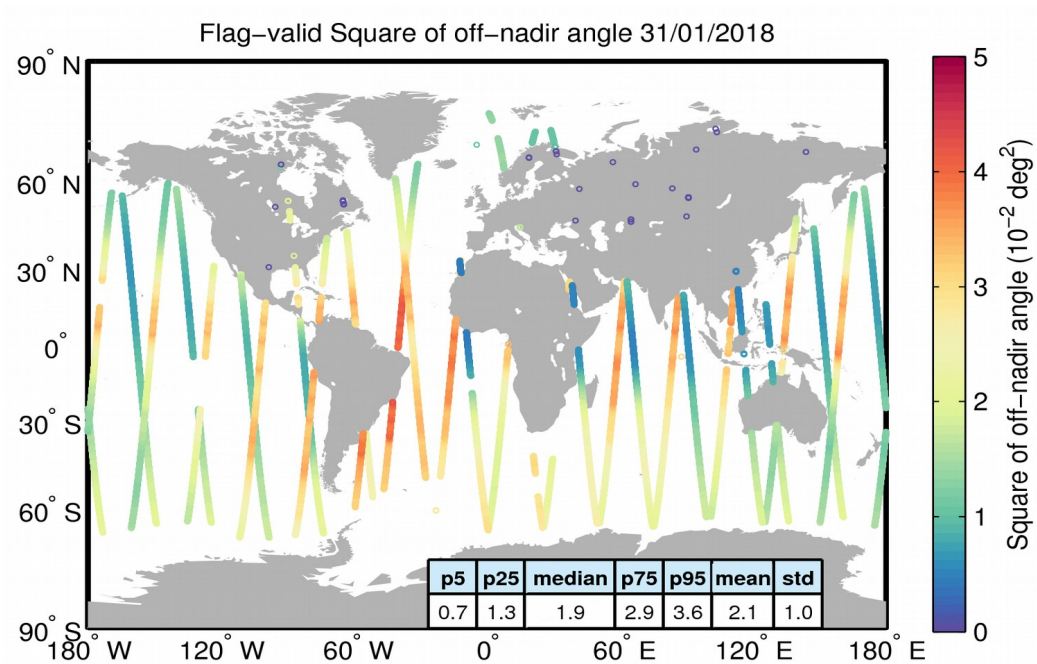 Flag−valid Square of off−nadir angle 31/01/2018
90° N
60° N
30° N
0°
30° S
60° S
90° S
180° W
120° W
60° W
0°
60° E
120° E
180° E
5
4
3
2
1
0
Square of off−nadir angle (10⁻² deg²)
p5 p25 median p75 p95 mean std
0.7 1.3 1.9 2.9 3.6 2.1 1.0